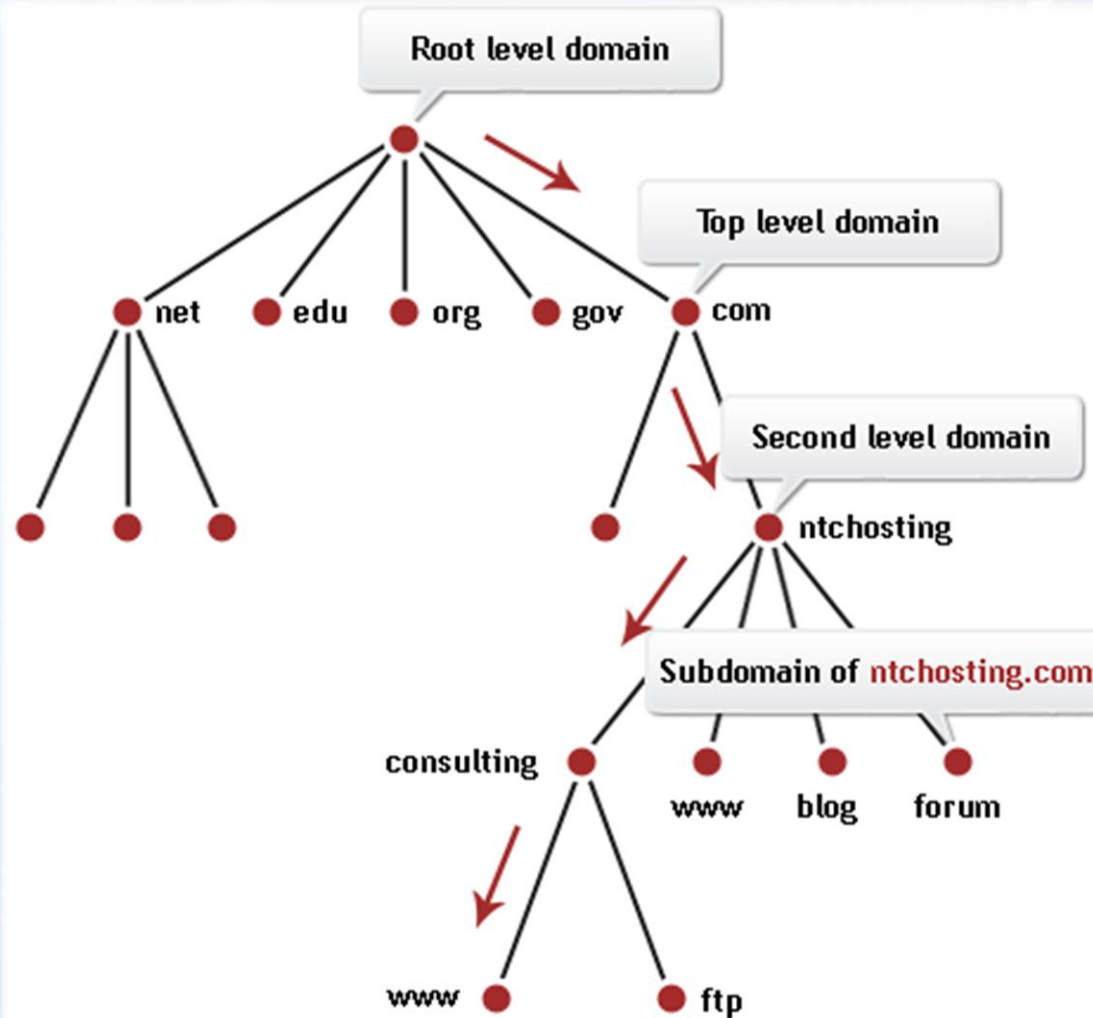 Root level domain
Top level domain
net
edu
org
gov
com
Second level domain
ntchosting
Subdomain of ntchosting.com
consulting
www
blog
forum
www
ftp